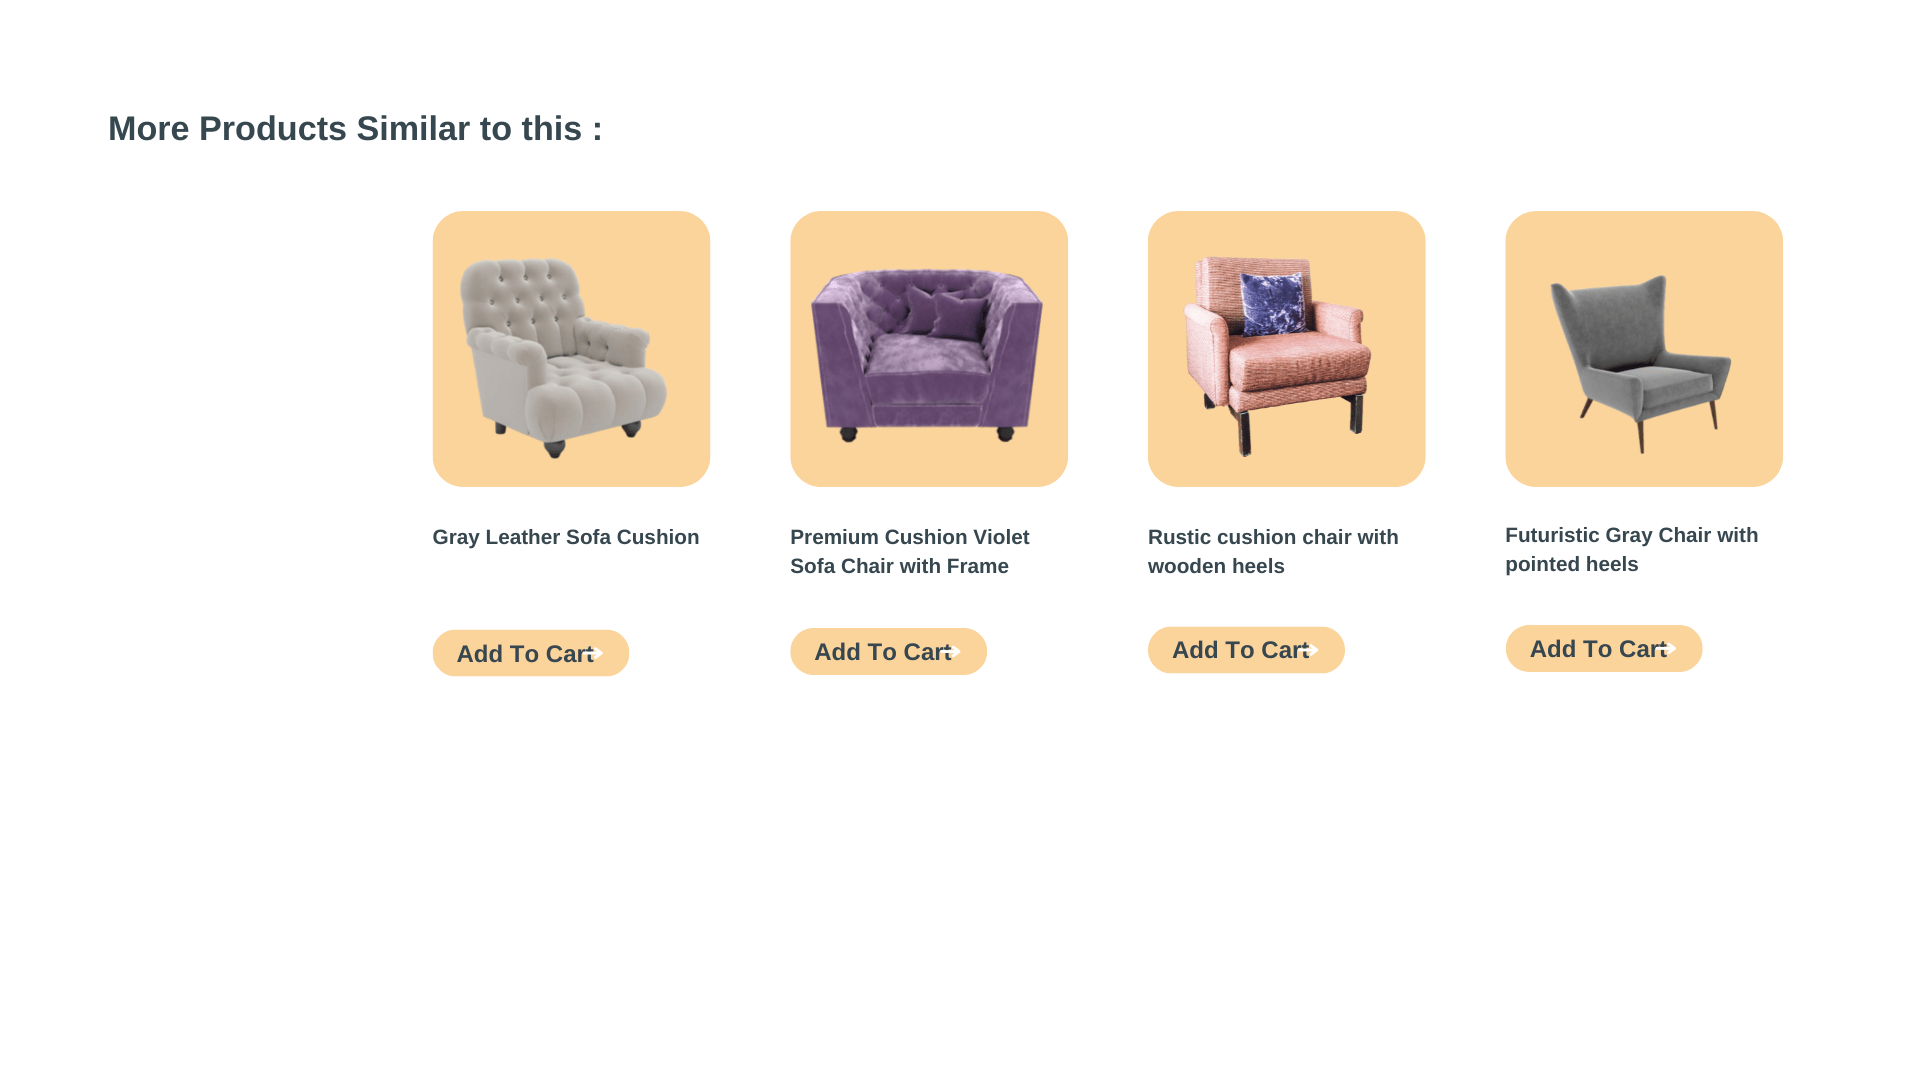 More Products Similar to this :
Gray Leather Sofa Cushion
Add To Cart
Premium Cushion Violet
Sofa Chair with Frame
Add To Cart
Rustic cushion chair with
wooden heels
Add To Cart
Futuristic Gray Chair with
pointed heels
Add To Cart